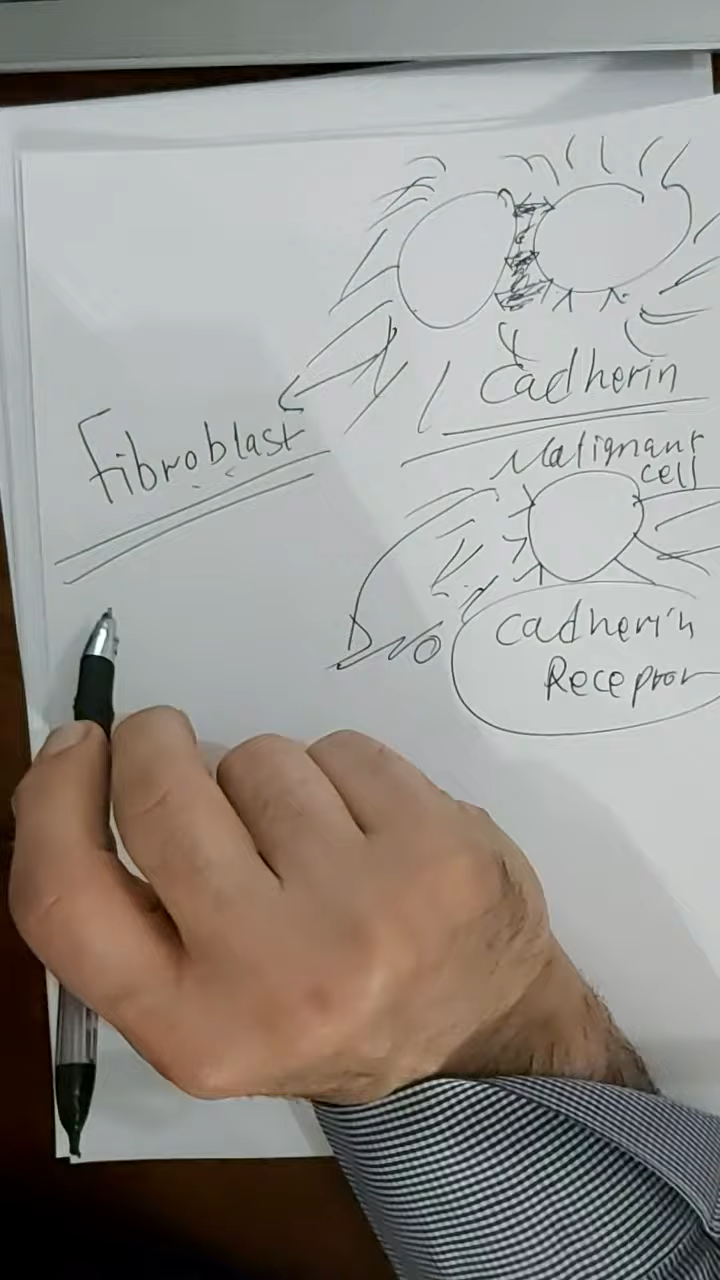 Cadherin
Fibroblast
Malignant
cell
No
Cadherin
Receptor